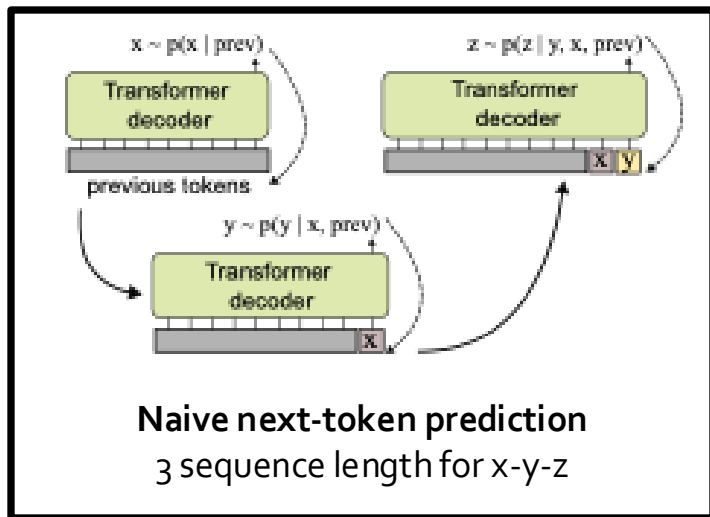 x ~ p(x | prev)
Transformer
decoder
previous tokens
z ~ p(z | y, x, prev)
Transformer
decoder
x y
y ~ p(y | x, prev)
Transformer
decoder
x
Naive next-token prediction
3 sequence length for x-y-z